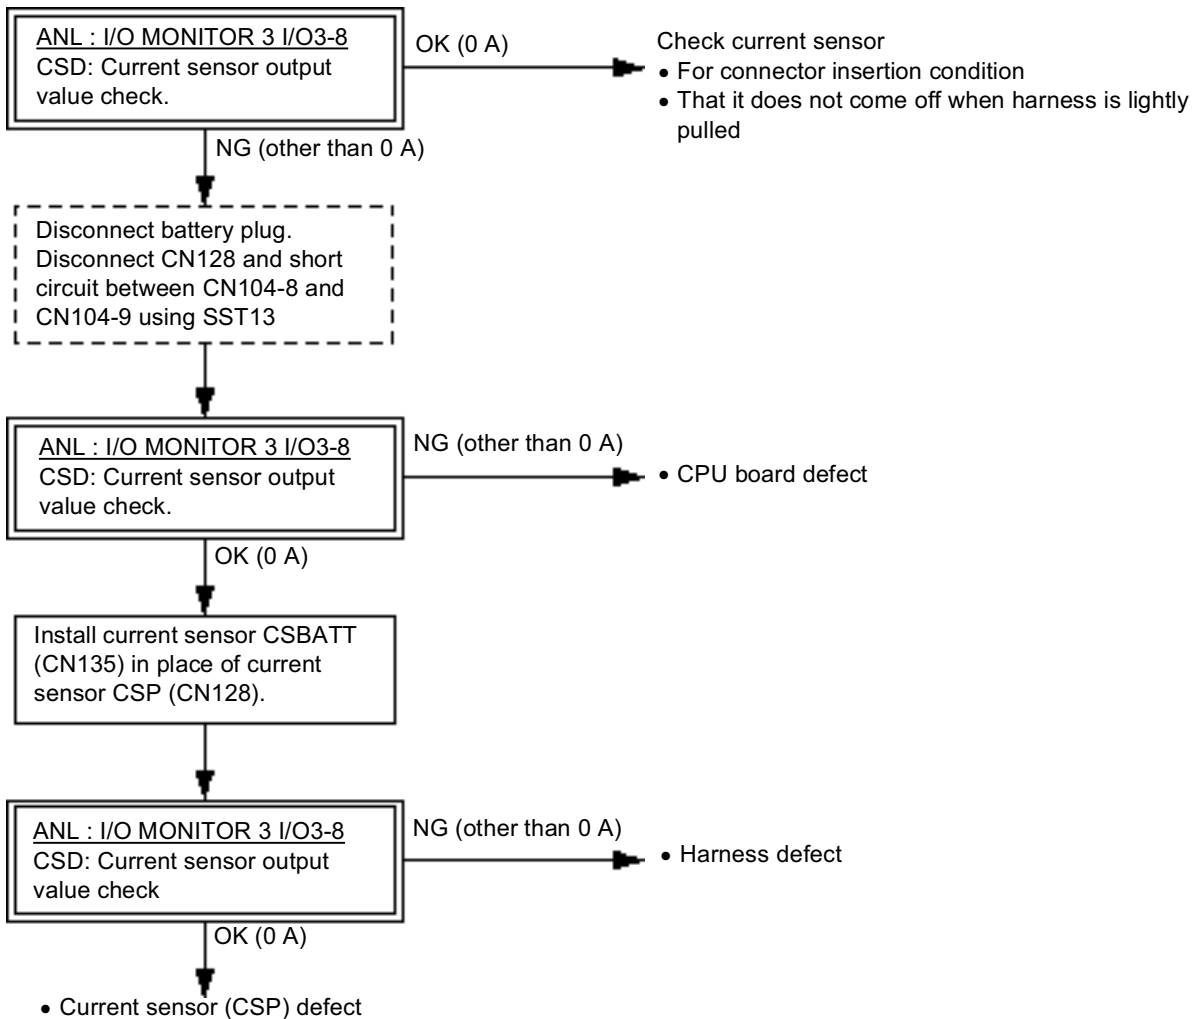 ANL : I/O MONITOR 3 I/O3-8
CSD: Current sensor output
value check.
OK (0 A)
Check current sensor
• For connector insertion condition
• That it does not come off when harness is lightly
pulled
NG (other than 0 A)
Disconnect battery plug.
Disconnect CN128 and short
circuit between CN104-8 and
CN104-9 using SST13
ANL : I/O MONITOR 3 I/O3-8
CSD: Current sensor output
value check.
NG (other than 0 A)
• CPU board defect
OK (0 A)
Install current sensor CSBATT
(CN135) in place of current
sensor CSP (CN128).
ANL : I/O MONITOR 3 I/O3-8
CSD: Current sensor output
value check
NG (other than 0 A)
• Harness defect
OK (0 A)
• Current sensor (CSP) defect